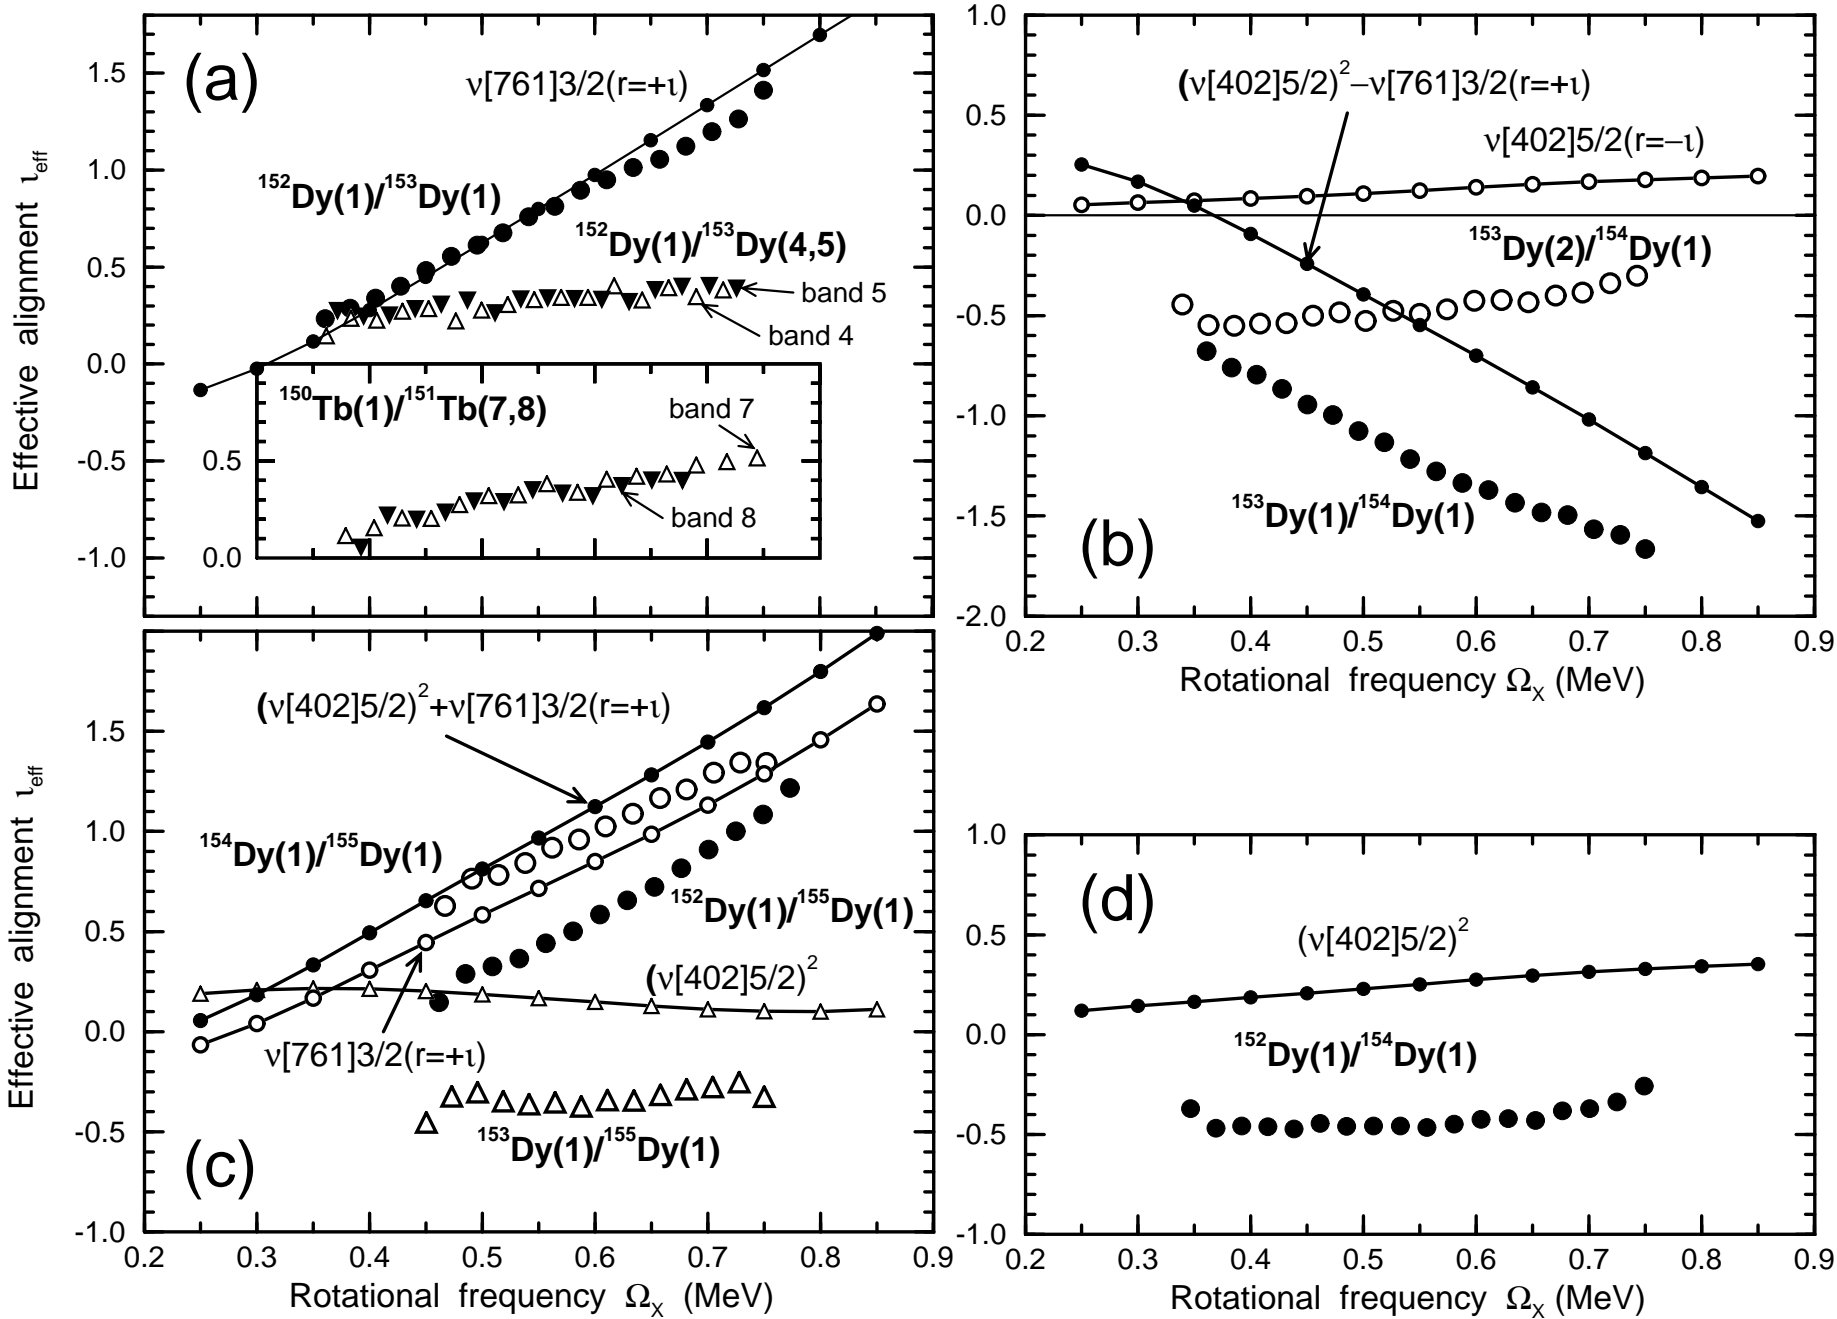 (a)
ν[761]3/2(r=+ι)
¹⁵²Dy(1)/¹⁵³Dy(1)
¹⁵²Dy(1)/¹⁵³Dy(4,5)
band 5
band 4
¹⁵⁰Tb(1)/¹⁵¹Tb(7,8)
band 7
band 8
0.5
0.0
1.5
1.0
0.5
0.0
-0.5
-1.0
Effective alignment ι_eff
(b)
(ν[402]5/2)²−ν[761]3/2(r=+ι)
ν[402]5/2(r=−ι)
¹⁵³Dy(2)/¹⁵⁴Dy(1)
¹⁵³Dy(1)/¹⁵⁴Dy(1)
1.0
0.5
0.0
-0.5
-1.0
-1.5
-2.0
0.2 0.3 0.4 0.5 0.6 0.7 0.8 0.9
Rotational frequency Ω_X (MeV)
(c)
(ν[402]5/2)²+ν[761]3/2(r=+ι)
¹⁵⁴Dy(1)/¹⁵⁵Dy(1)
¹⁵²Dy(1)/¹⁵⁵Dy(1)
(ν[402]5/2)²
ν[761]3/2(r=+ι)
¹⁵³Dy(1)/¹⁵⁵Dy(1)
1.5
1.0
0.5
0.0
-0.5
-1.0
Effective alignment ι_eff
0.2 0.3 0.4 0.5 0.6 0.7 0.8 0.9
Rotational frequency Ω_X (MeV)
(d)
(ν[402]5/2)²
¹⁵²Dy(1)/¹⁵⁴Dy(1)
1.0
0.5
0.0
-0.5
-1.0
0.2 0.3 0.4 0.5 0.6 0.7 0.8 0.9
Rotational frequency Ω_X (MeV)